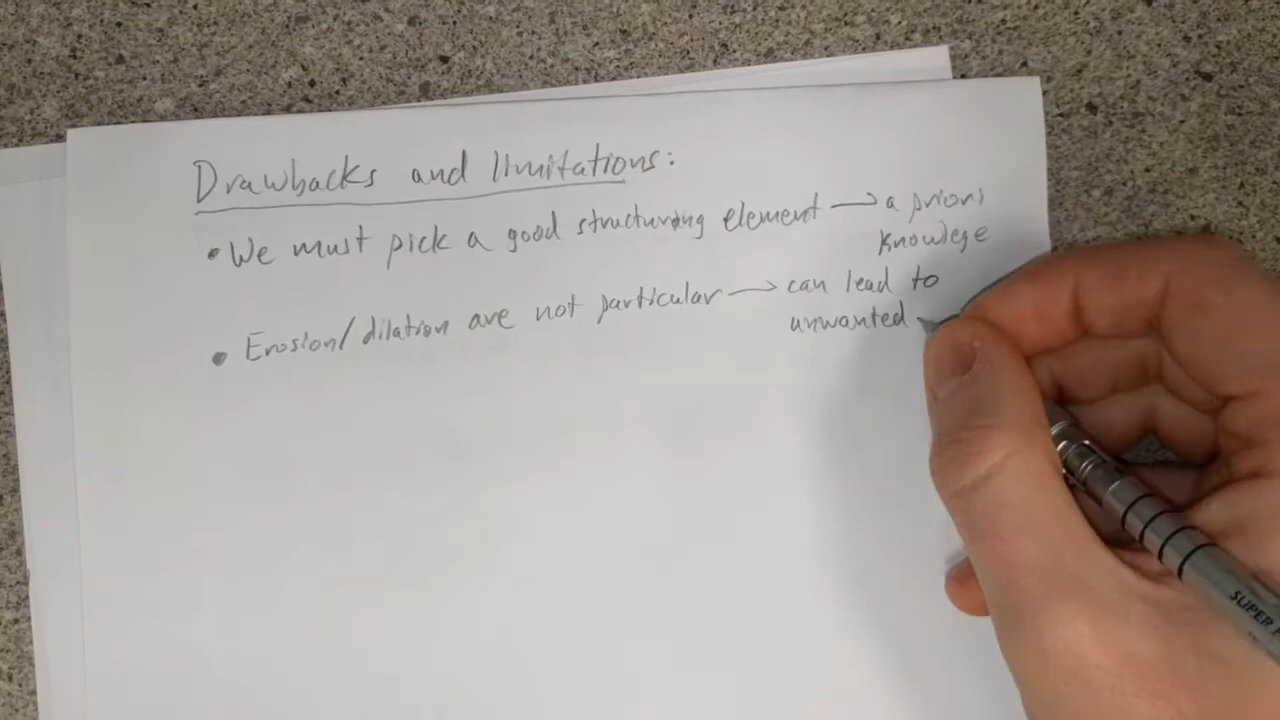 Drawbacks and limitations:
• We must pick a good structuring element → a priori
knowlege
• Erosion/dilation are not particular → can lead to
unwanted
SUPER